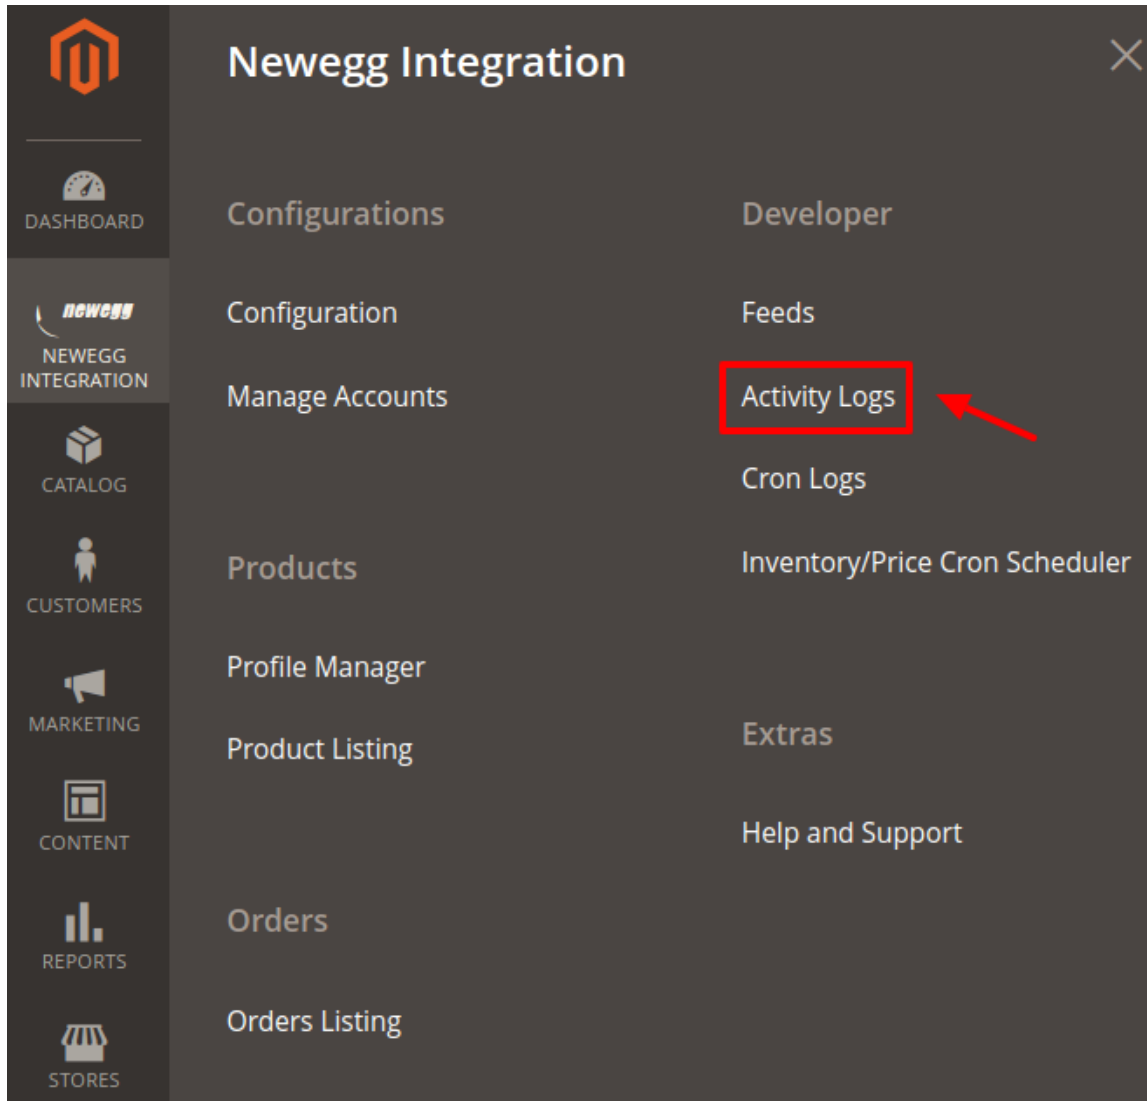 Newegg Integration
DASHBOARD
newegg
NEWEGG
INTEGRATION
CATALOG
CUSTOMERS
MARKETING
CONTENT
REPORTS
STORES
Configurations
Configuration
Manage Accounts
Products
Profile Manager
Product Listing
Orders
Orders Listing
Developer
Feeds
Activity Logs
Cron Logs
Inventory/Price Cron Scheduler
Extras
Help and Support